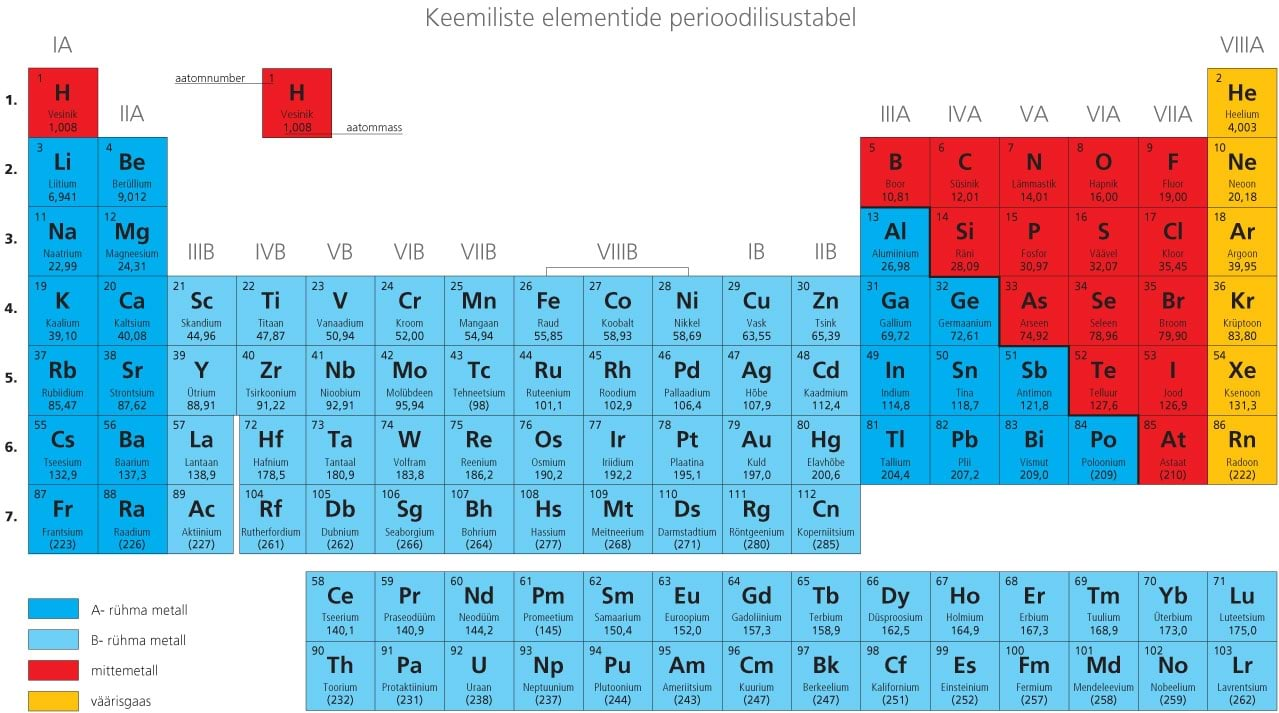 Keemiliste elementide perioodilisustabel
IA VIIIA
1. 1 H Vesinik 1,008 aatomnumber 1 H Vesinik 1,008 aatommass 2 He Heelium 4,003
IIA IIIA IVA VA VIA VIIA
2. 3 Li Liitium 6,941 4 Be Berüllium 9,012 5 B Boor 10,81 6 C Süsinik 12,01 7 N Lämmastik 14,01 8 O Hapnik 16,00 9 F Fluor 19,00 10 Ne Neoon 20,18
3. 11 Na Naatrium 22,99 12 Mg Magneesium 24,31 13 Al Alumiinium 26,98 14 Si Räni 28,09 15 P Fosfor 30,97 16 S Väävel 32,07 17 Cl Kloor 35,45 18 Ar Argoon 39,95
IIIB IVB VB VIB VIIB VIIIB IB IIB
4. 19 K Kaalium 39,10 20 Ca Kaltsium 40,08 21 Sc Skandium 44,96 22 Ti Titaan 47,87 23 V Vanaadium 50,94 24 Cr Kroom 52,00 25 Mn Mangaan 54,94 26 Fe Raud 55,85 27 Co Koobalt 58,93 28 Ni Nikkel 58,69 29 Cu Vask 63,55 30 Zn Tsink 65,39 31 Ga Gallium 69,72 32 Ge Germaanium 72,61 33 As Arseen 74,92 34 Se Seleen 78,96 35 Br Broom 79,90 36 Kr Krüptoon 83,80
5. 37 Rb Rubiidium 85,47 38 Sr Strontsium 87,62 39 Y Ütrium 88,91 40 Zr Tsirkoonium 91,22 41 Nb Nioobium 92,91 42 Mo Molübdeen 95,94 43 Tc Tehneetsium (98) 44 Ru Ruteenium 101,1 45 Rh Roodium 102,9 46 Pd Pallaadium 106,4 47 Ag Hõbe 107,9 48 Cd Kaadmium 112,4 49 In Indium 114,8 50 Sn Tina 118,7 51 Sb Antimon 121,8 52 Te Telluur 127,6 53 I Jood 126,9 54 Xe Ksenoon 131,3
6. 55 Cs Tseesium 132,9 56 Ba Baarium 137,3 57 La Lantaan 138,9 72 Hf Hafnium 178,5 73 Ta Tantaal 180,9 74 W Volfram 183,8 75 Re Reenium 186,2 76 Os Osmium 190,2 77 Ir Iriidium 192,2 78 Pt Plaatina 195,1 79 Au Kuld 197,0 80 Hg Elavhõbe 200,6 81 Tl Tallium 204,4 82 Pb Plii 207,2 83 Bi Vismut 209,0 84 Po Poloonium (209) 85 At Astaat (210) 86 Rn Radoon (222)
7. 87 Fr Frantsium (223) 88 Ra Raadium (226) 89 Ac Aktiinium (227) 104 Rf Rutherfordium (261) 105 Db Dubnium (262) 106 Sg Seaborgium (266) 107 Bh Bohrium (264) 108 Hs Hassium (277) 109 Mt Meitneerium (268) 110 Ds Darmstadtium (271) 111 Rg Röntgeenium (280) 112 Cn Koperniitsium (285)
58 Ce Tseerium 140,1 59 Pr Praseodüüm 140,9 60 Nd Neodüüm 144,2 61 Pm Promeetium (145) 62 Sm Samaarium 150,4 63 Eu Euroopium 152,0 64 Gd Gadoliinium 157,3 65 Tb Terbium 158,9 66 Dy Düsproosium 162,5 67 Ho Holmium 164,9 68 Er Erbium 167,3 69 Tm Tuulium 168,9 70 Yb Üterbium 173,0 71 Lu Luteetsium 175,0
90 Th Toorium (232) 91 Pa Protaktiinium (231) 92 U Uraan (238) 93 Np Neptuunium (237) 94 Pu Plutoonium (244) 95 Am Ameriitsium (243) 96 Cm Kuurium (247) 97 Bk Berkeelium (247) 98 Cf Kalifornium (251) 99 Es Einsteinium (252) 100 Fm Fermium (257) 101 Md Mendeleevium (258) 102 No Nobeelium (259) 103 Lr Lavrentsium (262)
A- rühma metall
B- rühma metall
mittemetall
väärisgaas